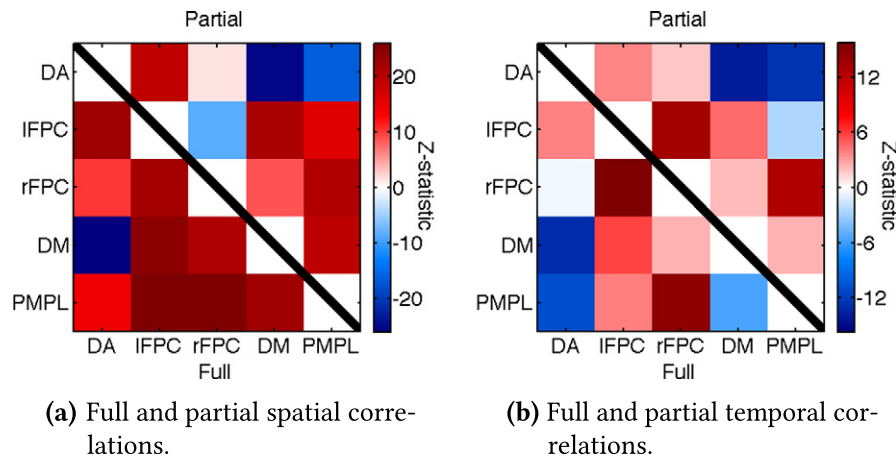 Partial
DA
lFPC
rFPC
DM
PMPL
DA lFPC rFPC DM PMPL
Full
20
10
0
-10
-20
Z-statistic
(a) Full and partial spatial corre-
lations.
Partial
DA
lFPC
rFPC
DM
PMPL
DA lFPC rFPC DM PMPL
Full
12
6
0
-6
-12
Z-statistic
(b) Full and partial temporal cor-
relations.